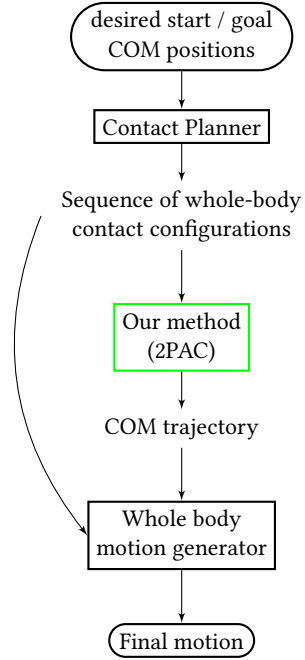 desired start / goal
COM positions
Contact Planner
Sequence of whole-body
contact configurations
Our method
(2PAC)
COM trajectory
Whole body
motion generator
Final motion